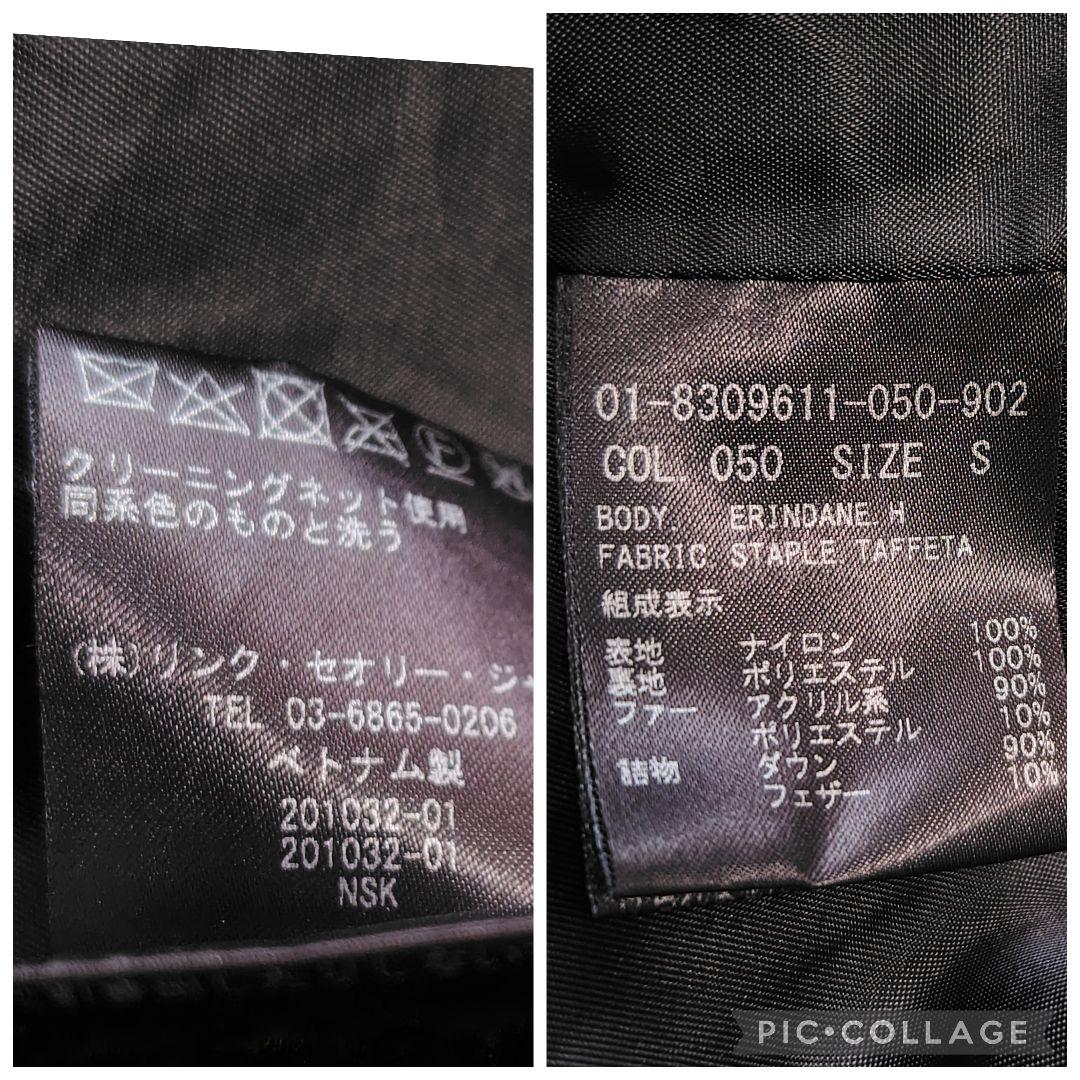 クリーニングネット使用
同系色のものと洗う
(株)リンク・セオリー・ジャ
TEL 03-6865-0206
ベトナム製
201032-01
201032-01
NSK
01-8309611-050-902
COL. 050 SIZE S
BODY. ERINDANE H
FABRIC STAPLE TAFFETA
組成表示
表地 ナイロン 100%
裏地 ポリエステル 100%
ファー アクリル系 90%
ポリエステル 10%
詰物 ダウン 90%
フェザー 10%
PIC•COLLAGE